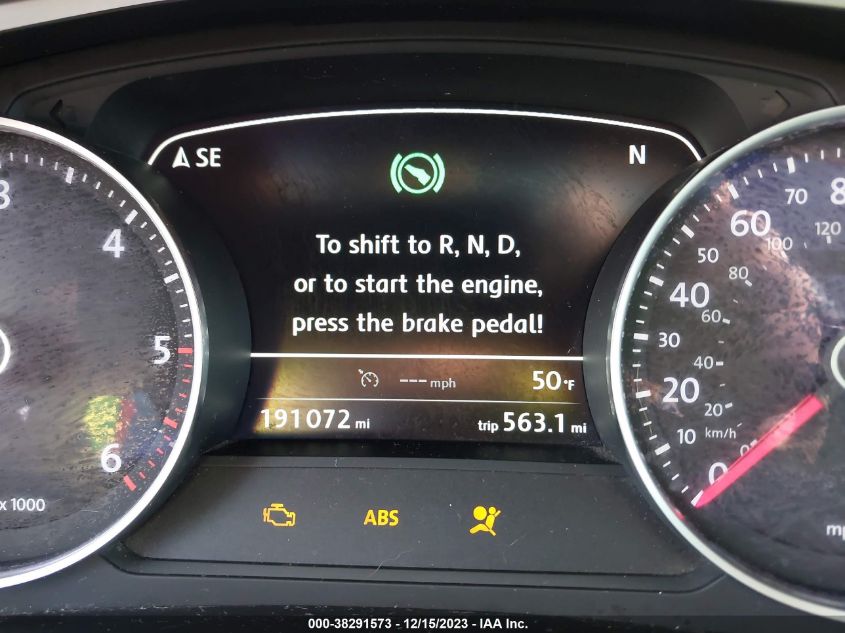 SE
N
To shift to R, N, D,
or to start the engine,
press the brake pedal!
--- mph
50°F
191072 mi
trip 563.1 mi
3
4
5
6
x 1000
80
70
60
50
40
30
20
10
0
120
100
80
60
40
20
0
km/h
ABS
000-38291573 - 12/15/2023 - IAA Inc.